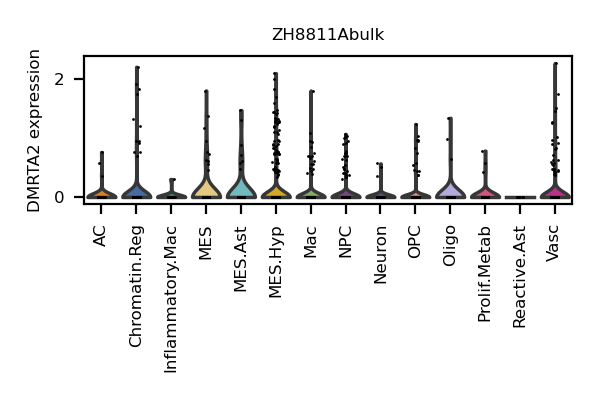 ZH8811Abulk
DMRTA2 expression
2
0
AC
Chromatin.Reg
Inflammatory.Mac
MES
MES.Ast
MES.Hyp
Mac
NPC
Neuron
OPC
Oligo
Prolif.Metab
Reactive.Ast
Vasc